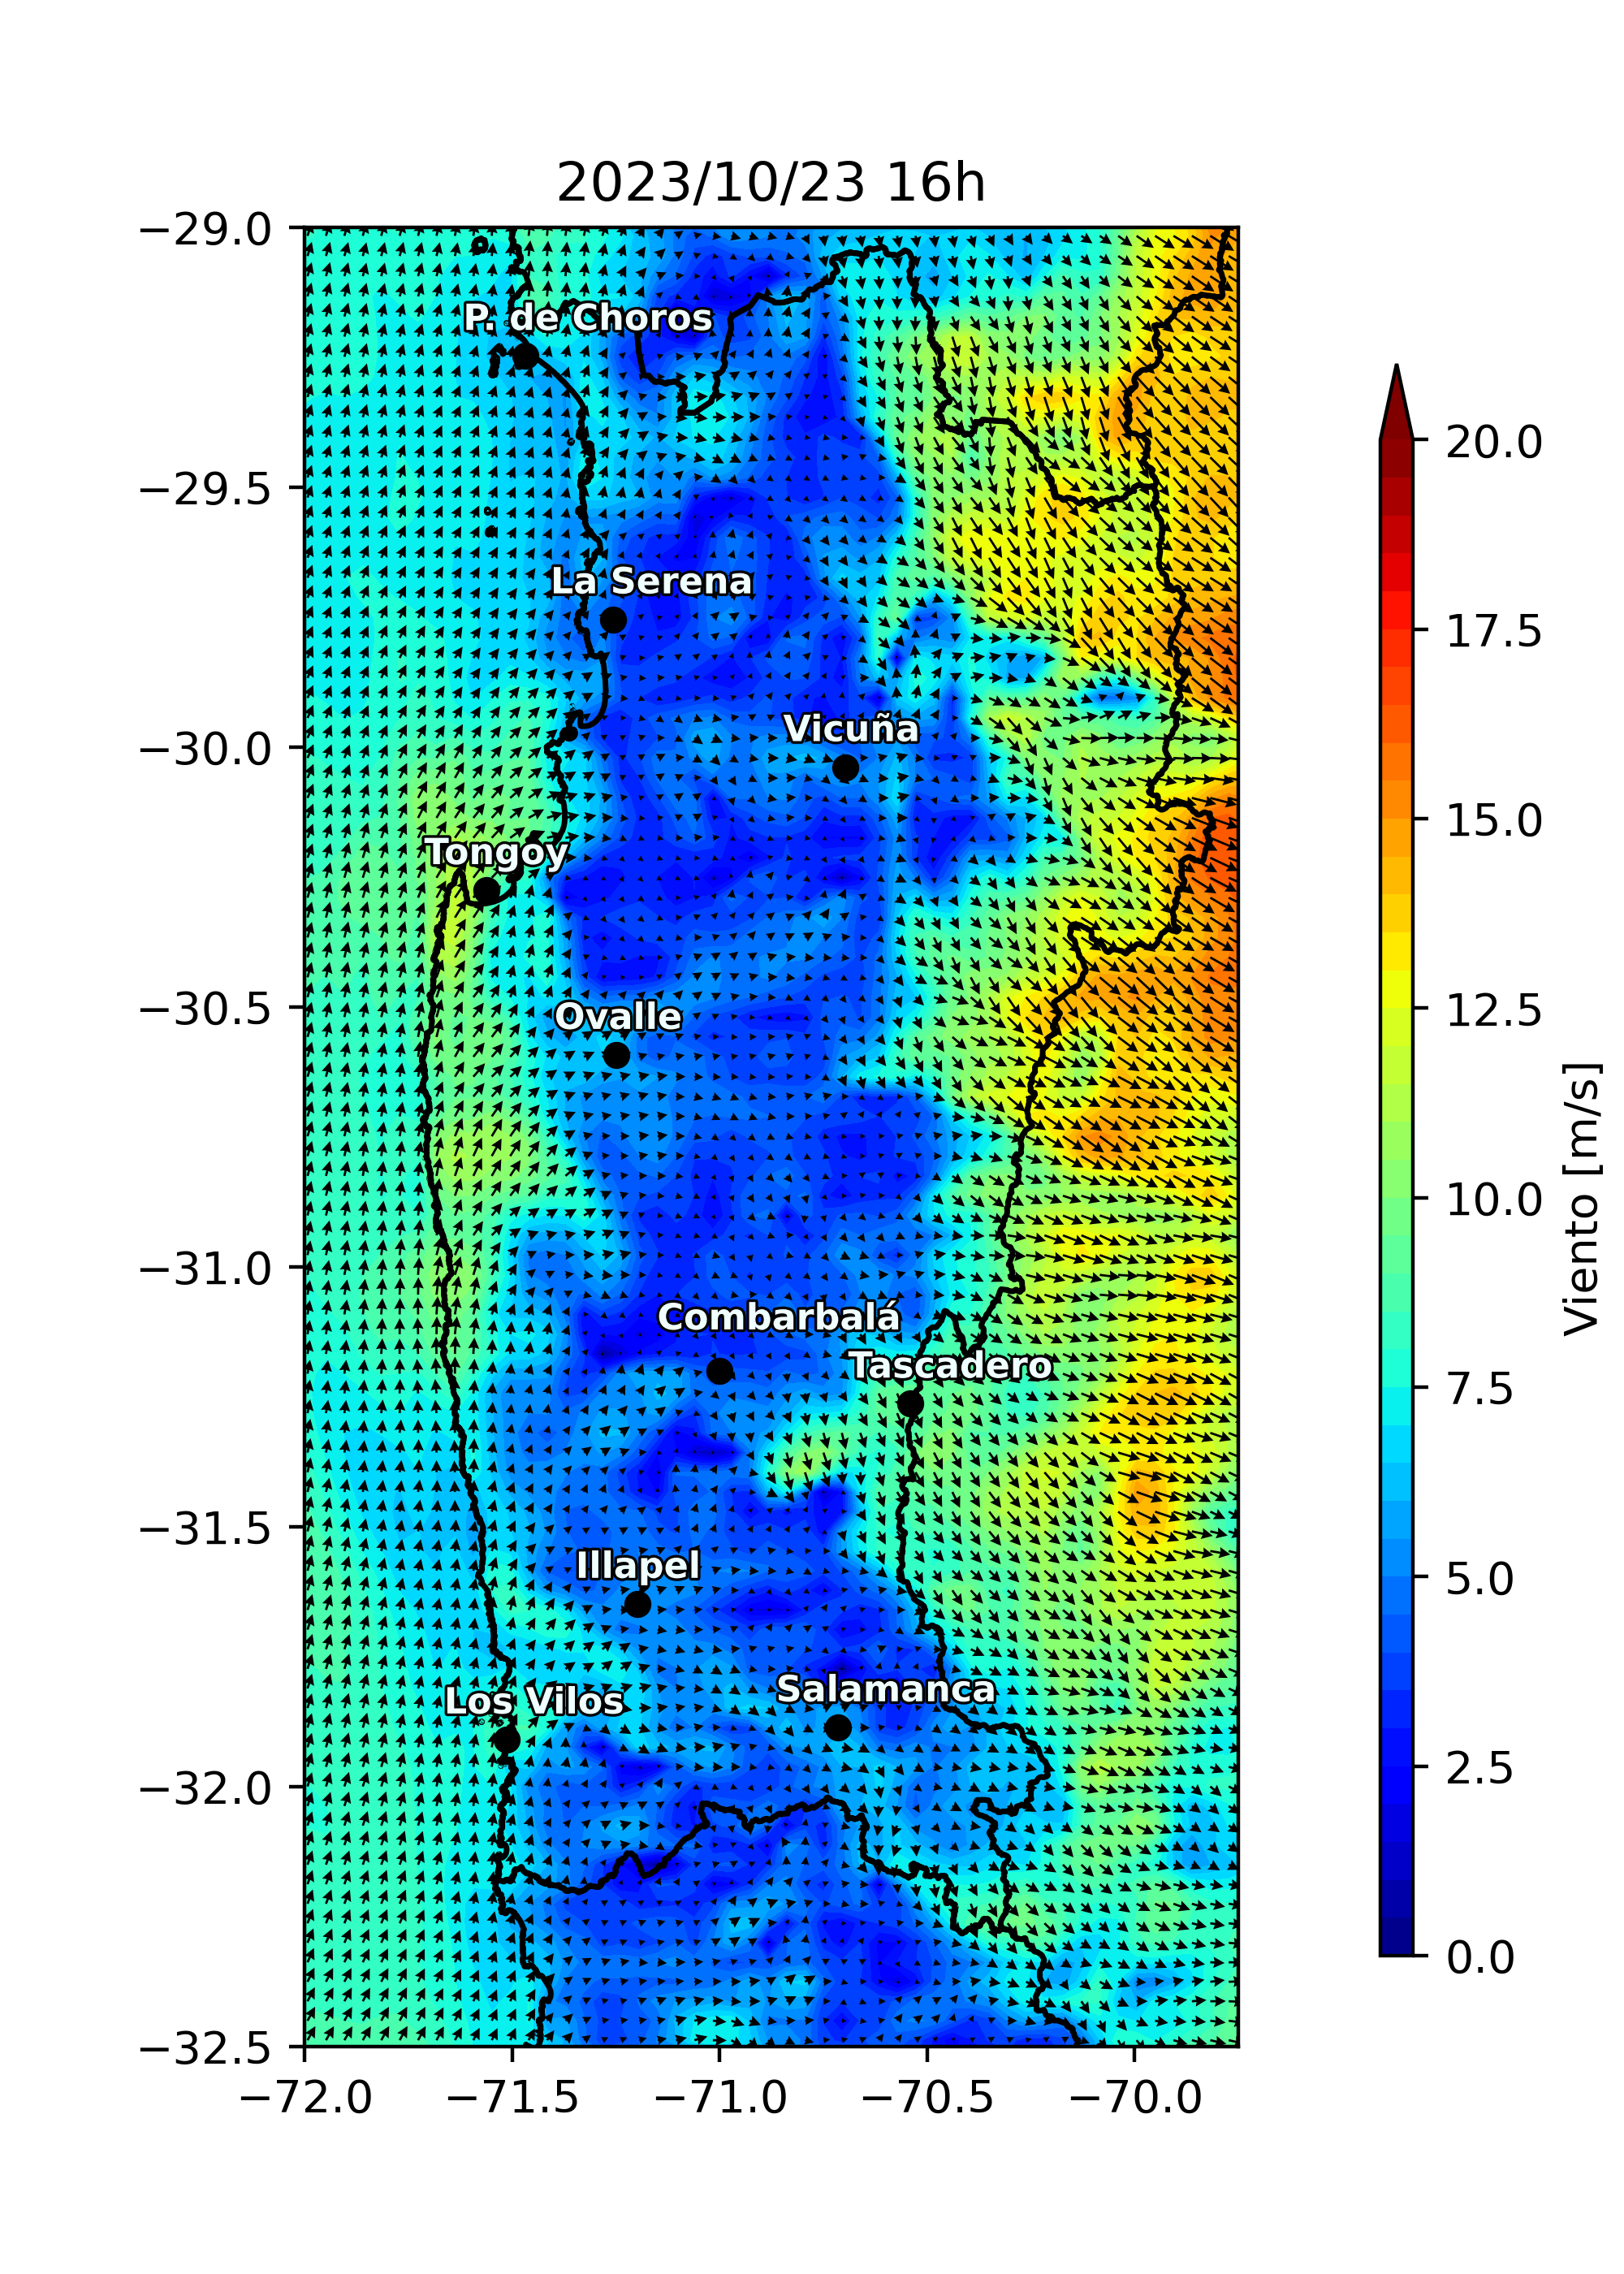 2023/10/23 16h
−29.0
−29.5
−30.0
−30.5
−31.0
−31.5
−32.0
−32.5
−72.0
−71.5
−71.0
−70.5
−70.0
P. de Choros
La Serena
Vicuña
Tongoy
Ovalle
Combarbalá
Tascadero
Illapel
Salamanca
Los Vilos
20.0
17.5
15.0
12.5
10.0
7.5
5.0
2.5
0.0
Viento [m/s]